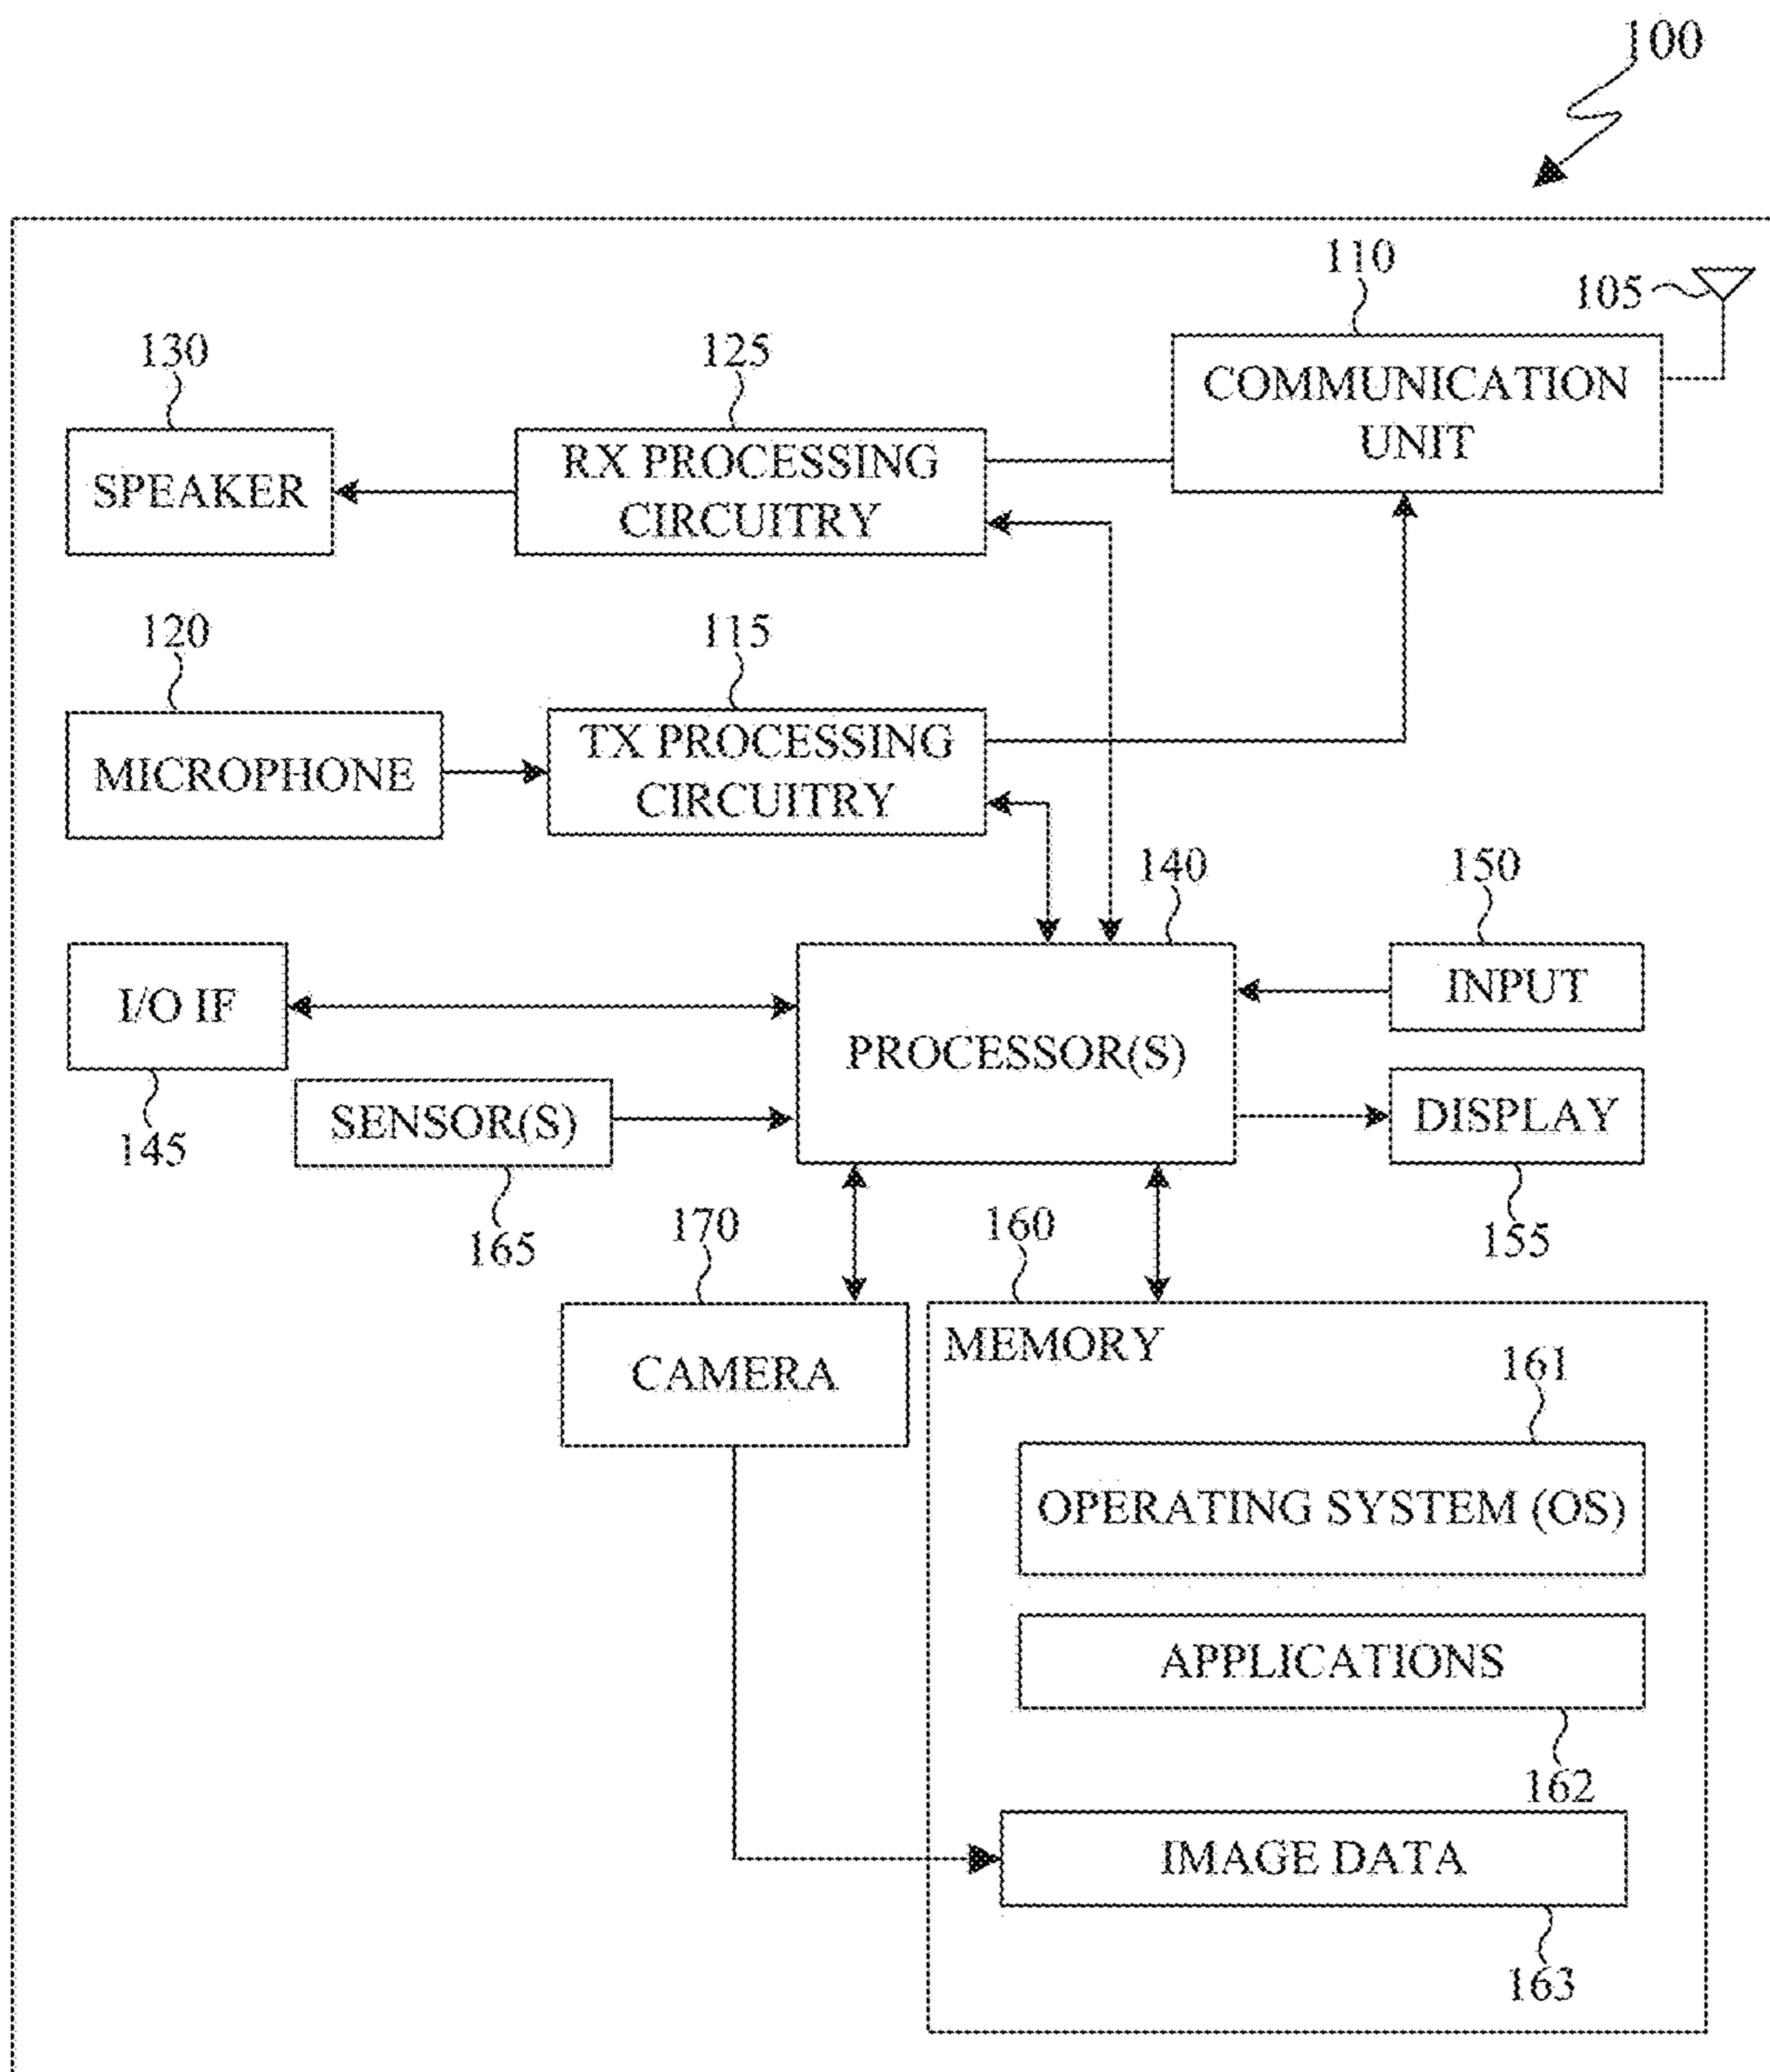 100
110
105
130
125
COMMUNICATION
UNIT
SPEAKER
RX PROCESSING
CIRCUITRY
120
115
MICROPHONE
TX PROCESSING
CIRCUITRY
140
150
I/O IF
INPUT
PROCESSOR(S)
SENSOR(S)
DISPLAY
145
165
170
160
155
MEMORY
CAMERA
161
OPERATING SYSTEM (OS)
APPLICATIONS
162
IMAGE DATA
163